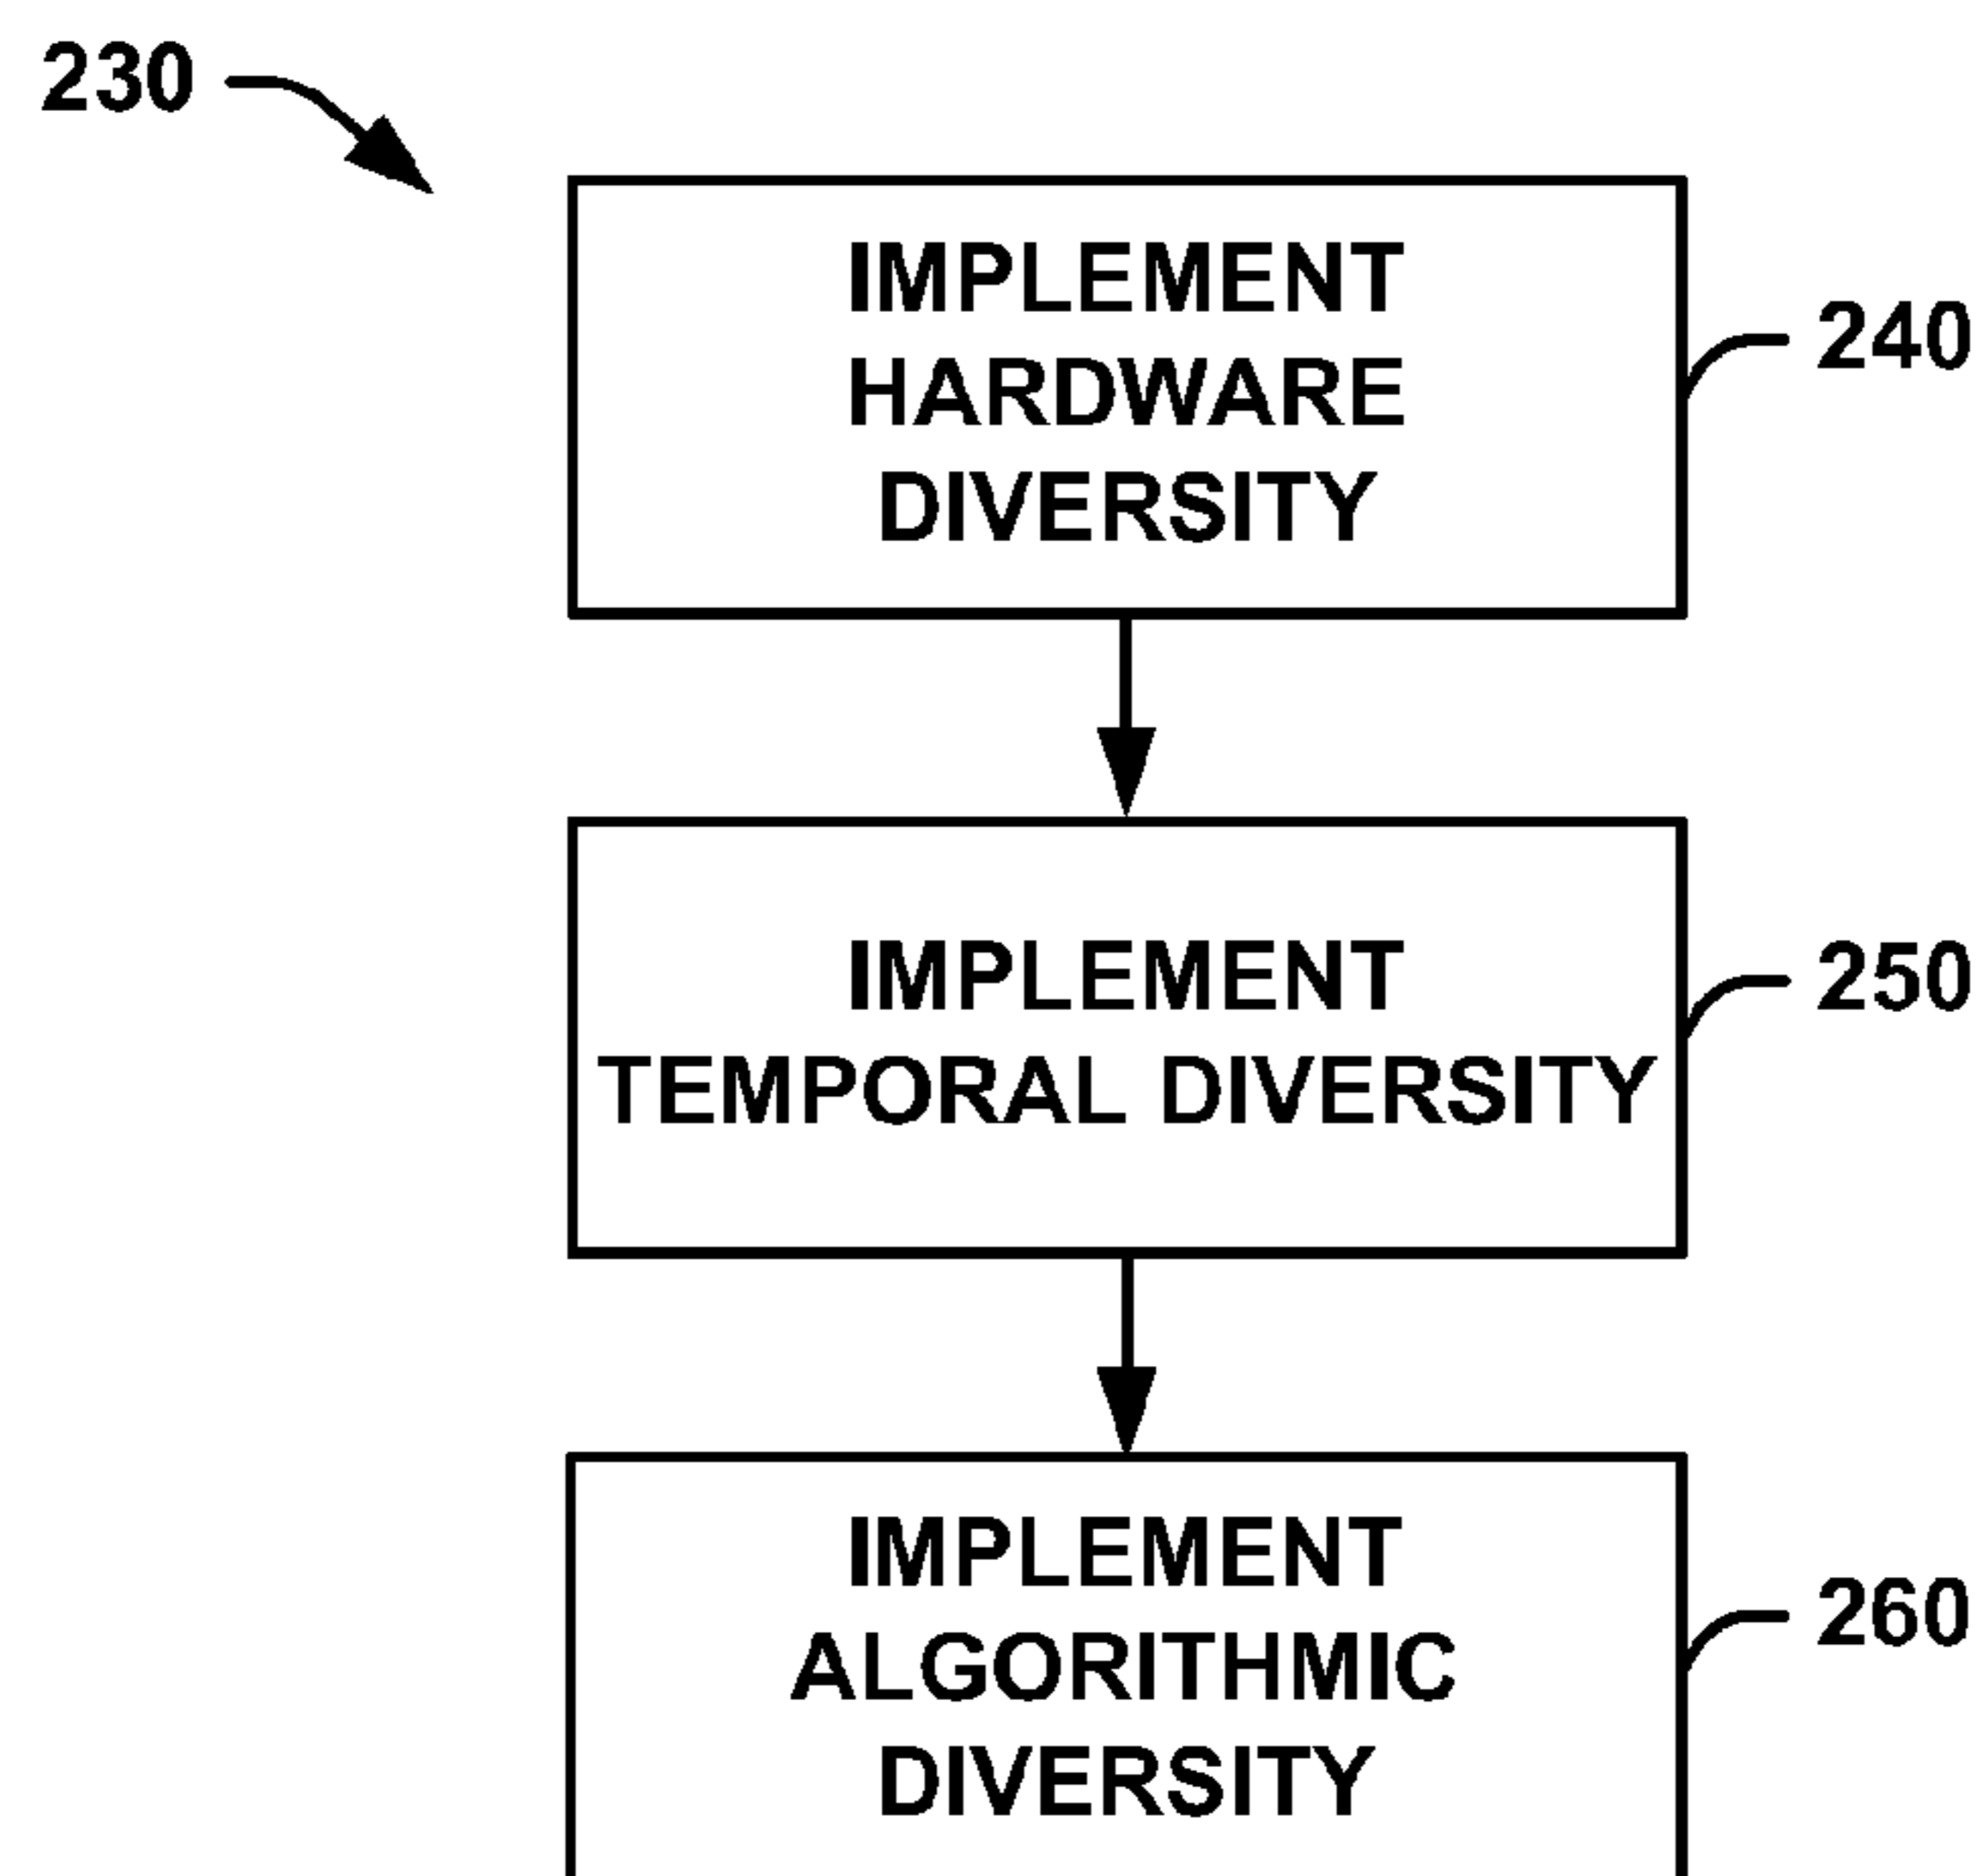 230
IMPLEMENT
HARDWARE
DIVERSITY
240
IMPLEMENT
TEMPORAL DIVERSITY
250
IMPLEMENT
ALGORITHMIC
DIVERSITY
260